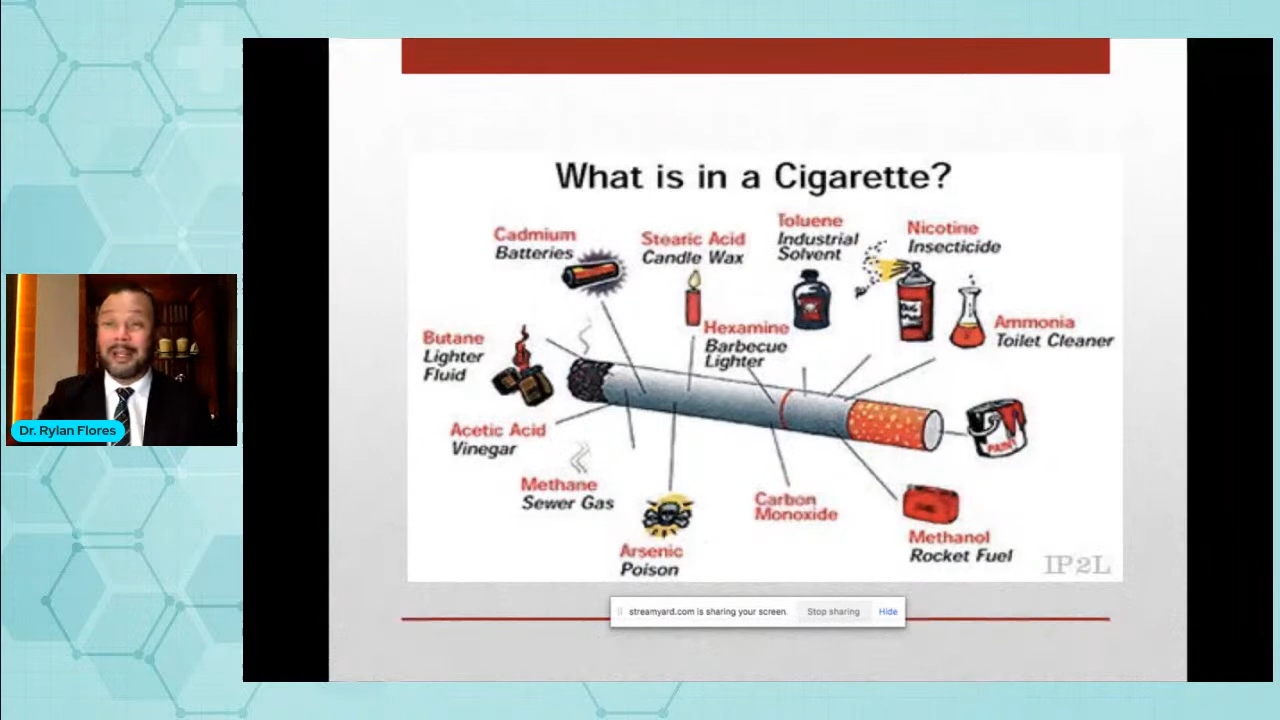 What is in a Cigarette?
Cadmium
Batteries
Stearic Acid
Candle Wax
Toluene
Industrial
Solvent
Nicotine
Insecticide
Butane
Lighter
Fluid
Hexamine
Barbecue
Lighter
Ammonia
Toilet Cleaner
PAINT
Acetic Acid
Vinegar
Methane
Sewer Gas
Arsenic
Poison
Carbon
Monoxide
Methanol
Rocket Fuel
IP2L
Dr. Rylan Flores
streamyard.com is sharing your screen.
Stop sharing
Hide